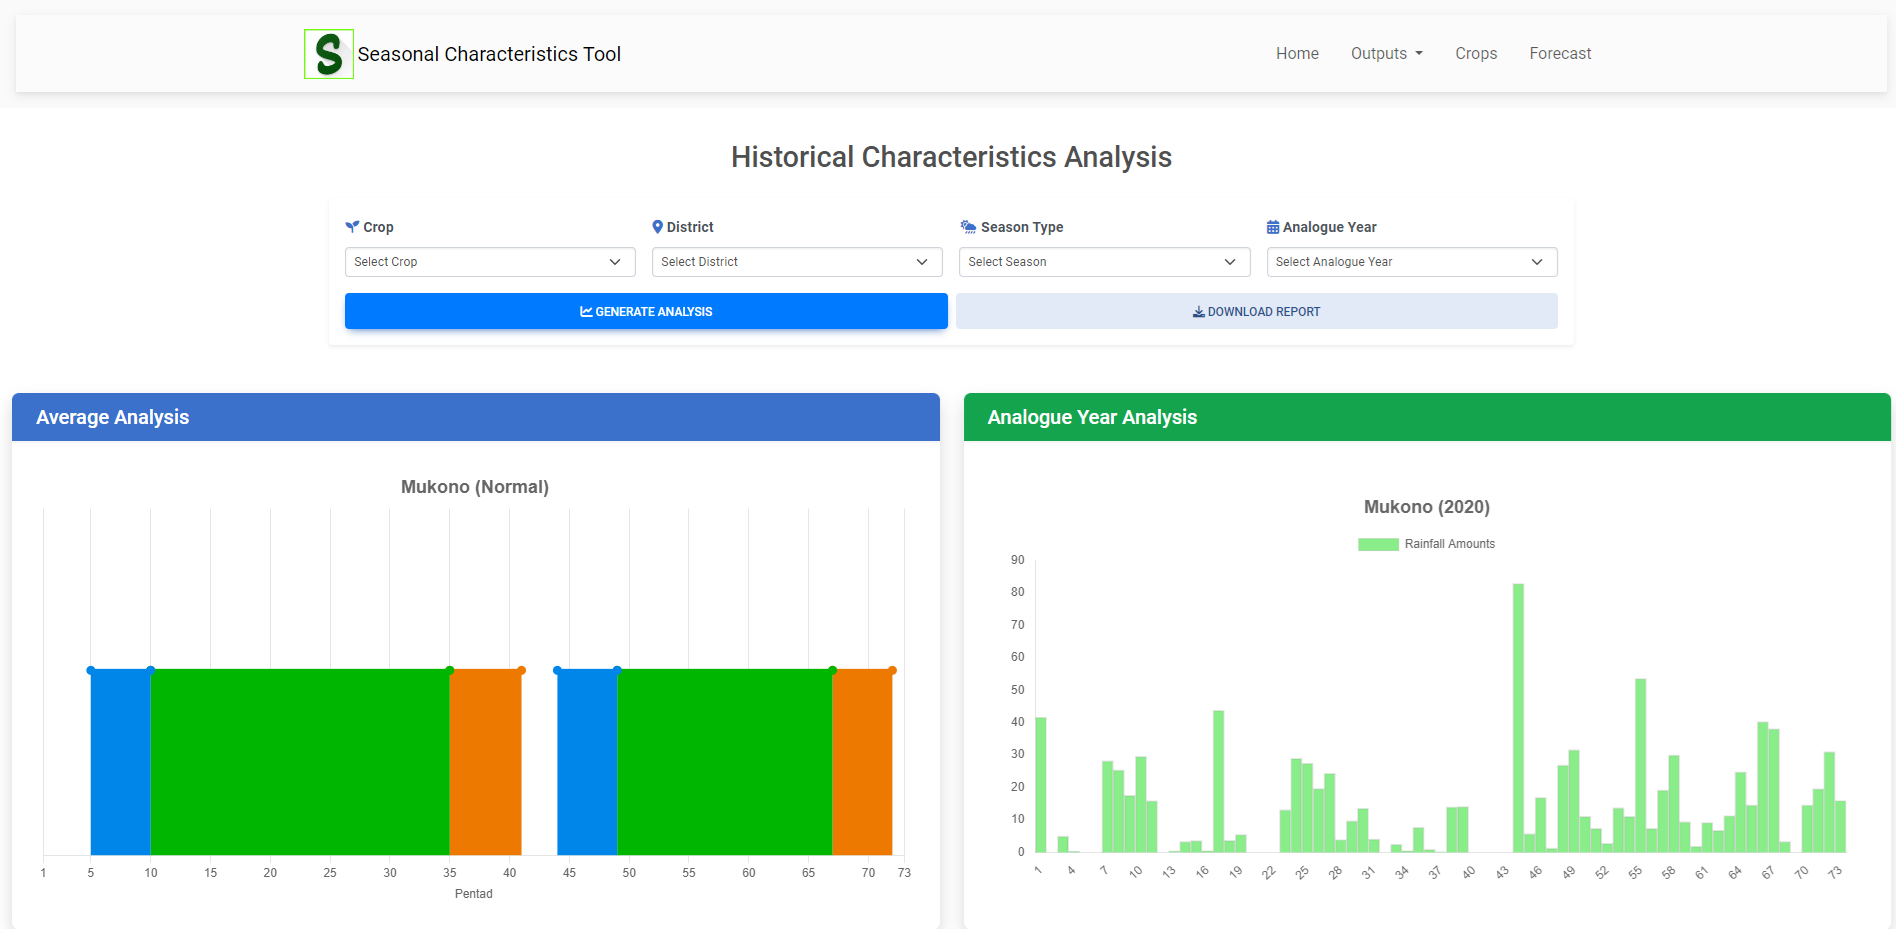 S Seasonal Characteristics Tool
Home Outputs Crops Forecast
Historical Characteristics Analysis
Crop District Season Type Analogue Year
Select Crop Select District Select Season Select Analogue Year
GENERATE ANALYSIS DOWNLOAD REPORT
Average Analysis
Mukono (Normal)
1 5 10 15 20 25 30 35 40 45 50 55 60 65 70 73
Pentad
Analogue Year Analysis
Mukono (2020)
Rainfall Amounts
90
80
70
60
50
40
30
20
10
0
1 4 7 10 13 16 19 22 25 28 31 34 37 40 43 46 49 52 55 58 61 64 67 70 73